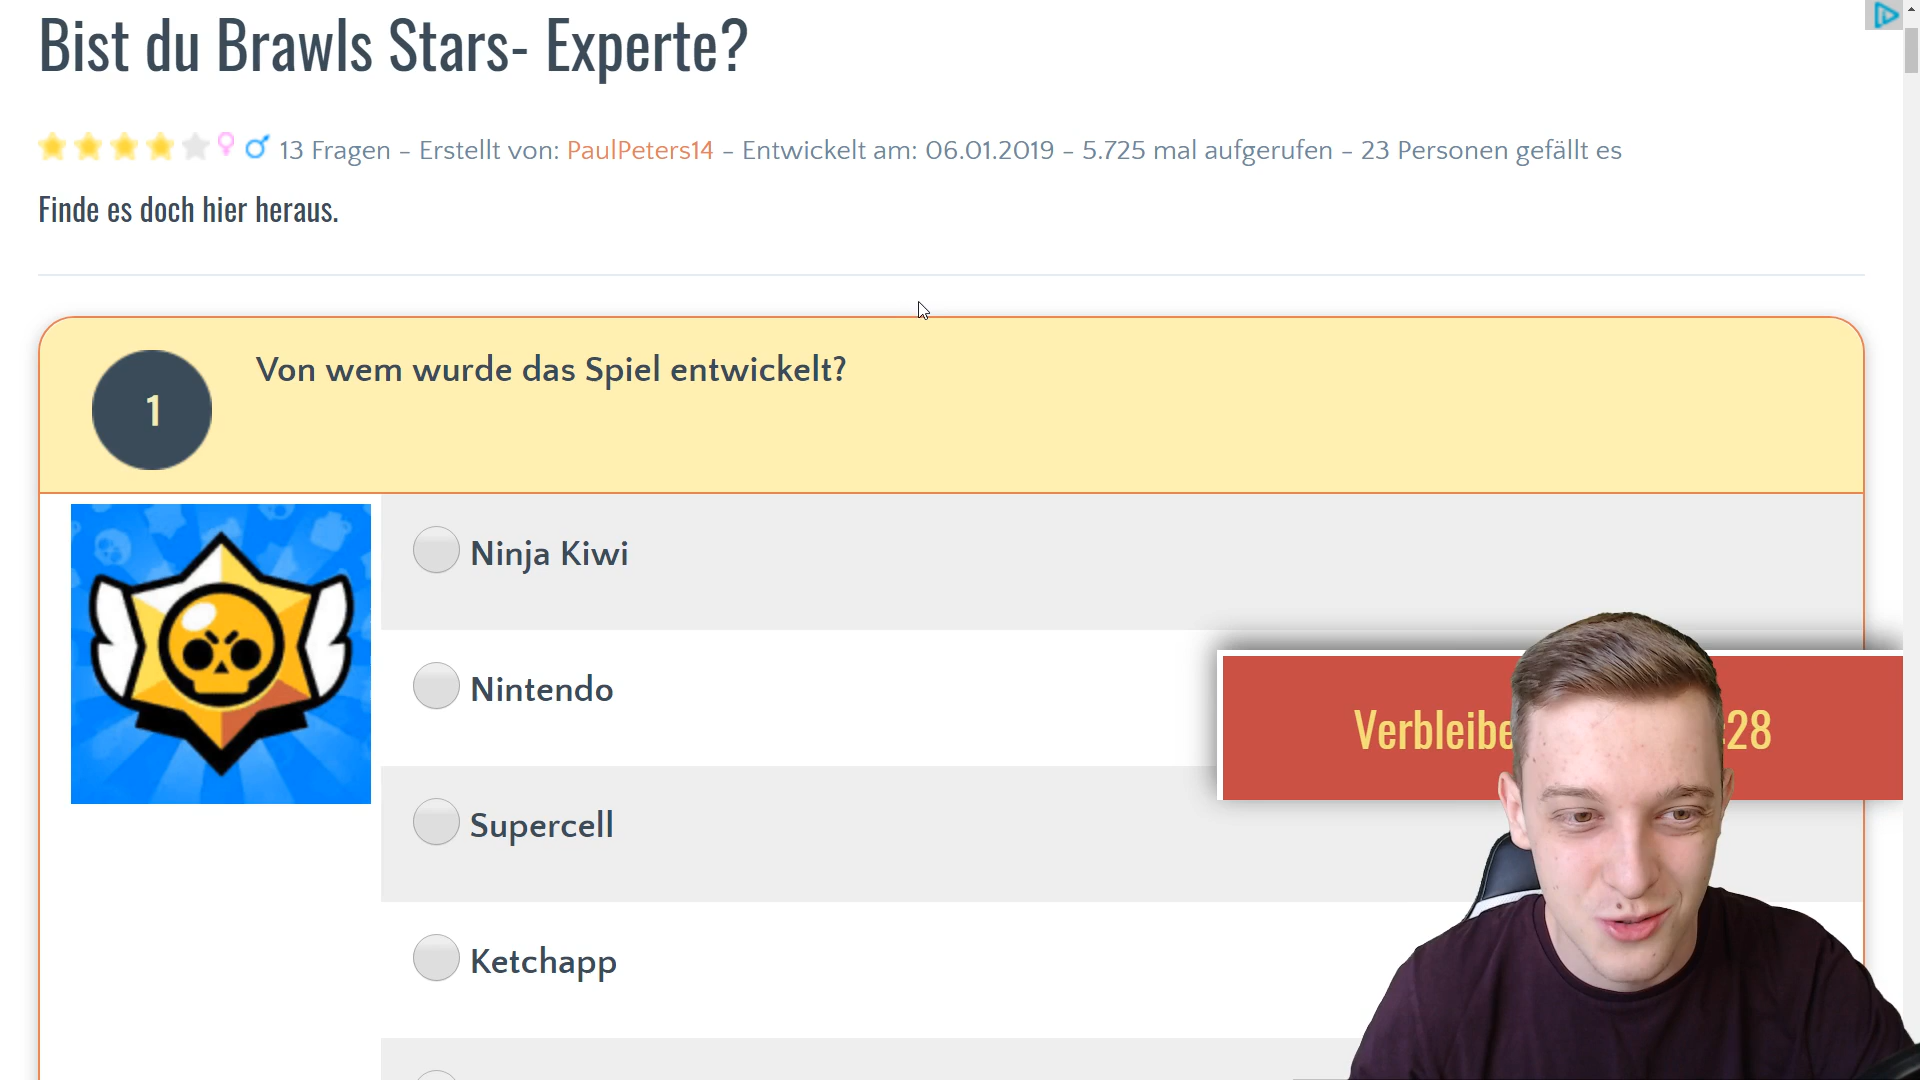 Bist du Brawls Stars- Experte?
13 Fragen - Erstellt von: PaulPeters14 - Entwickelt am: 06.01.2019 - 5.725 mal aufgerufen - 23 Personen gefällt es
Finde es doch hier heraus.
1
Von wem wurde das Spiel entwickelt?
Ninja Kiwi
Nintendo
Supercell
Ketchapp
:28